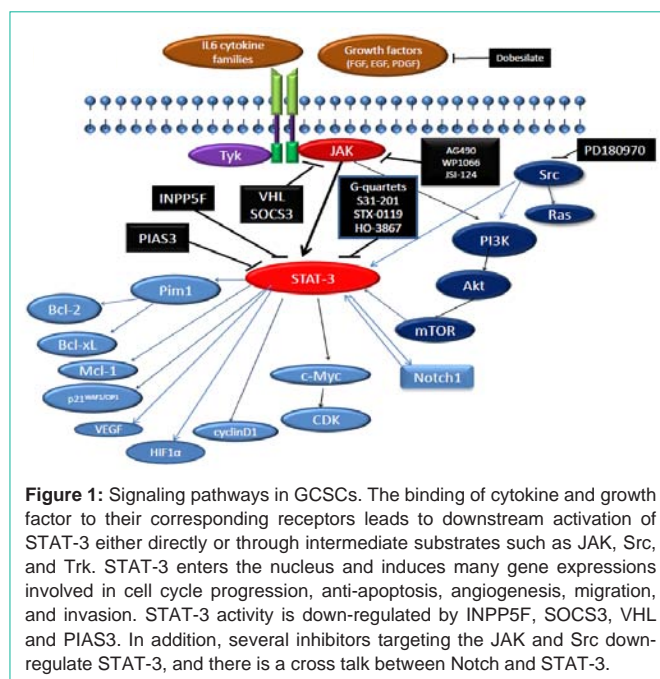 IL6 cytokine
families
Growth factors
(FGF, EGF, PDGF)
Dobesilate
Tyk
JAK
AG490
WP1066
JSI-124
PD180970
Src
Ras
INPP5F
VHL
SOCS3
G-quartets
S31-201
STX-0119
HO-3867
PI3K
PIAS3
STAT-3
Akt
Pim1
Bcl-2
mTOR
Bcl-xL
Mcl-1
c-Myc
Notch1
p21WAF1/CIP1
VEGF
cyclinD1
CDK
HIF1α
Figure 1: Signaling pathways in GCSCs. The binding of cytokine and growth
factor to their corresponding receptors leads to downstream activation of
STAT-3 either directly or through intermediate substrates such as JAK, Src,
and Trk. STAT-3 enters the nucleus and induces many gene expressions
involved in cell cycle progression, anti-apoptosis, angiogenesis, migration,
and invasion. STAT-3 activity is down-regulated by INPP5F, SOCS3, VHL
and PIAS3. In addition, several inhibitors targeting the JAK and Src down-
regulate STAT-3, and there is a cross talk between Notch and STAT-3.